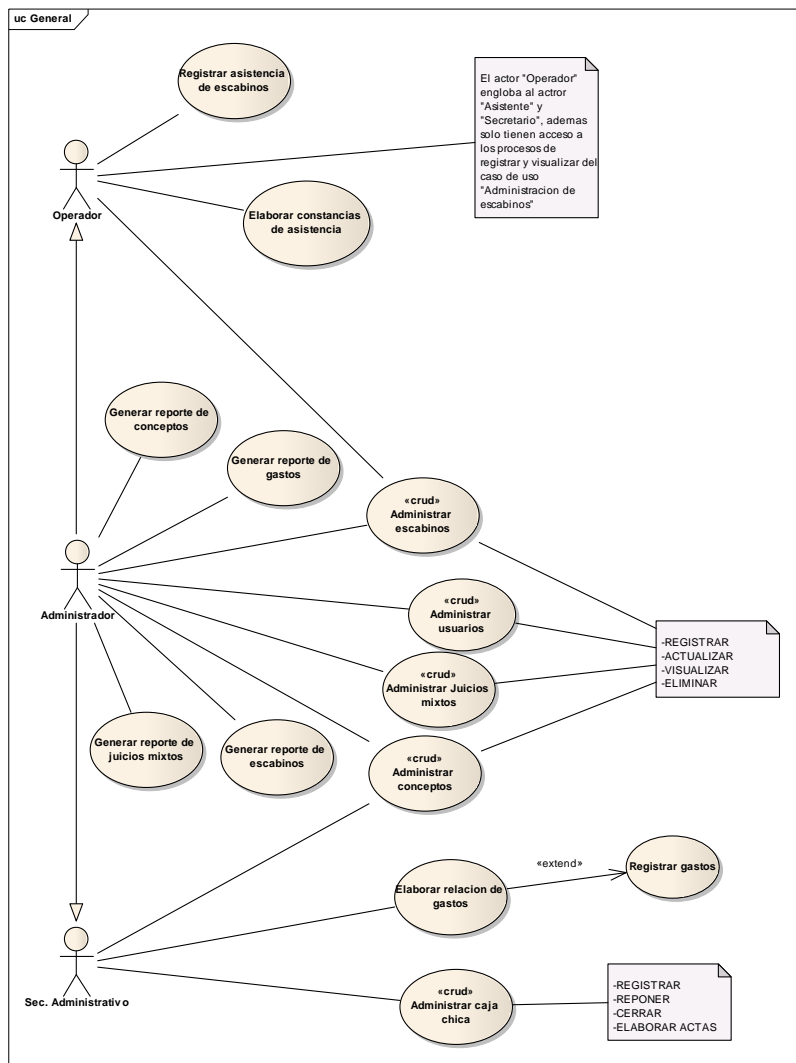 uc General
Registrar asistencia
de escabinos
El actor "Operador"
engloba al actror
"Asistente" y
"Secretario", ademas
solo tienen acceso a
los procesos de
registrar y visualizar del
caso de uso
"Administracion de
escabinos"
Operador
Elaborar constancias
de asistencia
Generar reporte de
conceptos
Generar reporte de
gastos
«crud»
Administrar
escabinos
Administrador
«crud»
Administrar
usuarios
-REGISTRAR
-ACTUALIZAR
-VISUALIZAR
-ELIMINAR
«crud»
Administrar Juicios
mixtos
Generar reporte de
juicios mixtos
Generar reporte de
escabinos
«crud»
Administrar
conceptos
«extend»
Registrar gastos
Elaborar relacion de
gastos
Sec. Administrativo
«crud»
Administrar caja
chica
-REGISTRAR
-REPONER
-CERRAR
-ELABORAR ACTAS